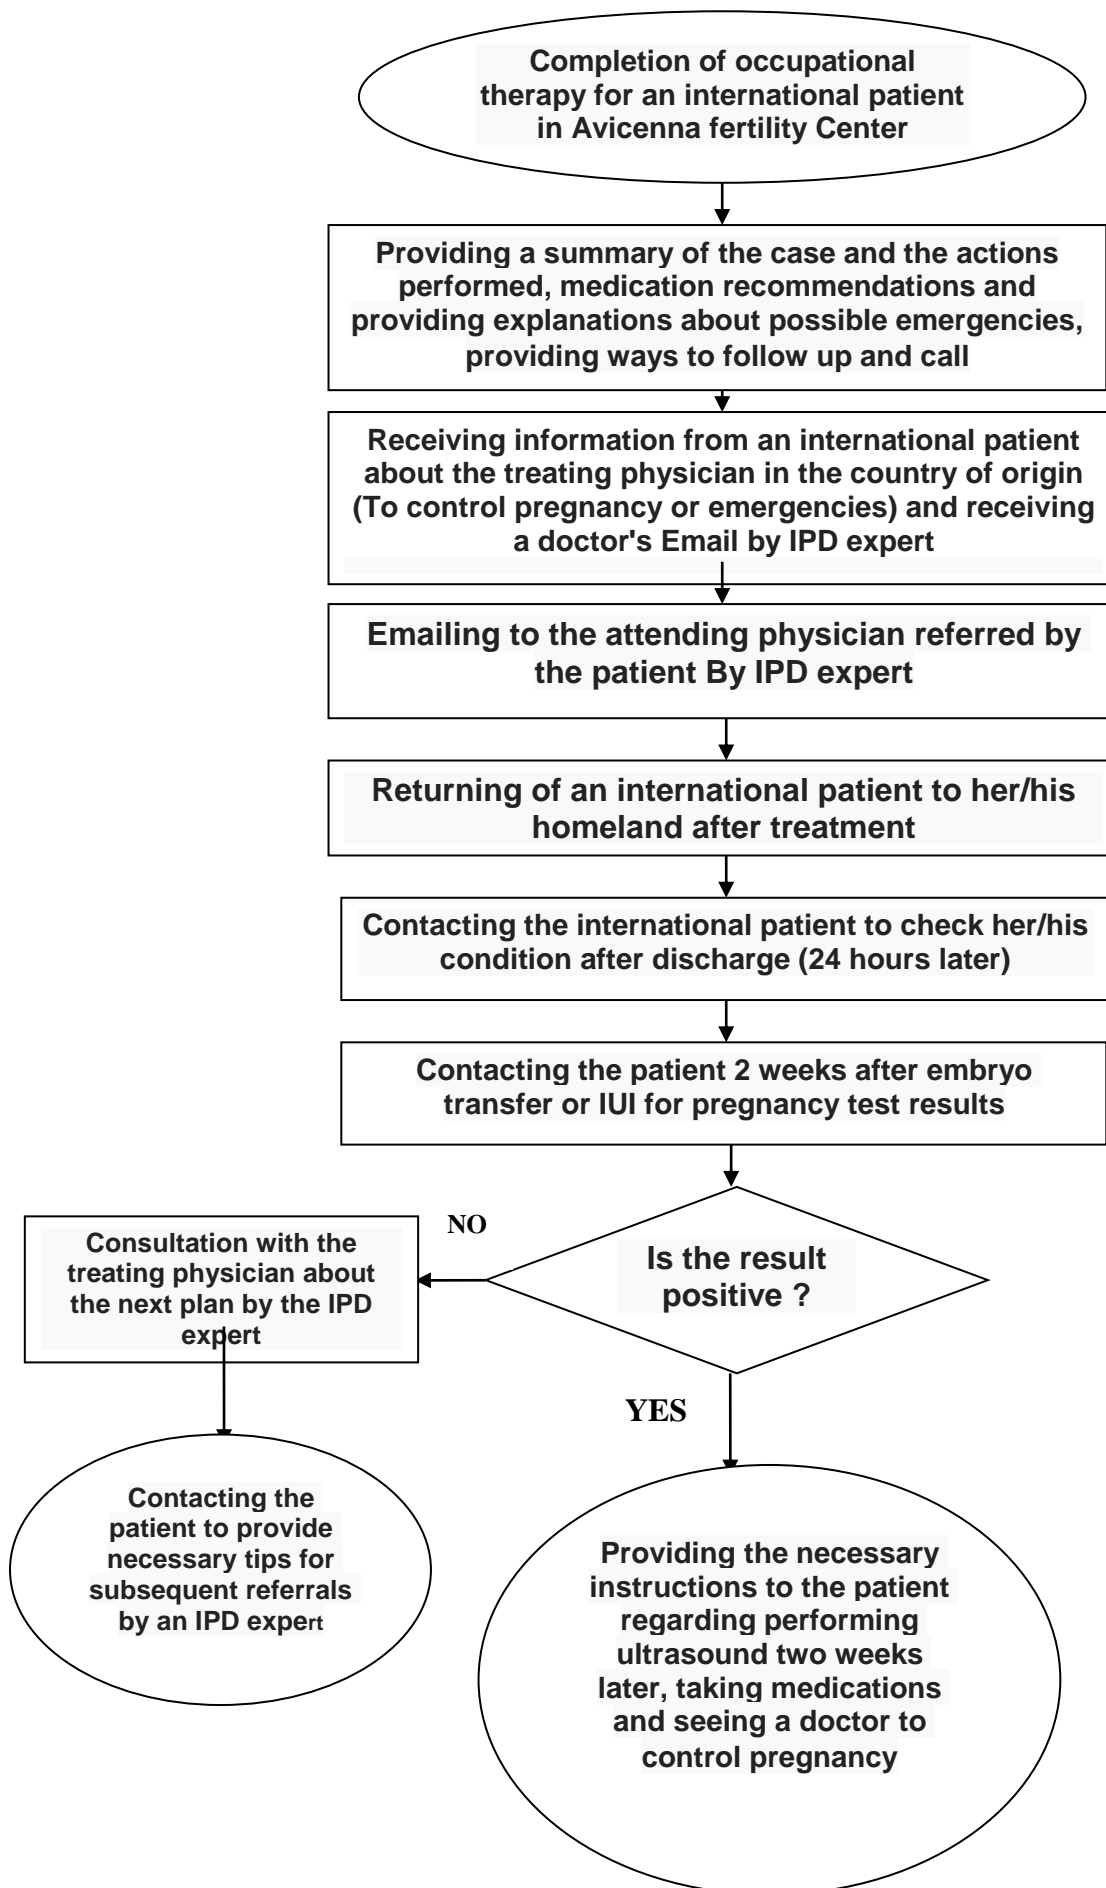 Completion of occupational
therapy for an international patient
in Avicenna fertility Center
Providing a summary of the case and the actions
performed, medication recommendations and
providing explanations about possible emergencies,
providing ways to follow up and call
Receiving information from an international patient
about the treating physician in the country of origin
(To control pregnancy or emergencies) and receiving
a doctor's Email by IPD expert
Emailing to the attending physician referred by
the patient By IPD expert
Returning of an international patient to her/his
homeland after treatment
Contacting the international patient to check her/his
condition after discharge (24 hours later)
Contacting the patient 2 weeks after embryo
transfer or IUI for pregnancy test results
NO
Is the result
positive ?
Consultation with the
treating physician about
the next plan by the IPD
expert
YES
Contacting the
patient to provide
necessary tips for
subsequent referrals
by an IPD expert
Providing the necessary
instructions to the patient
regarding performing
ultrasound two weeks
later, taking medications
and seeing a doctor to
control pregnancy